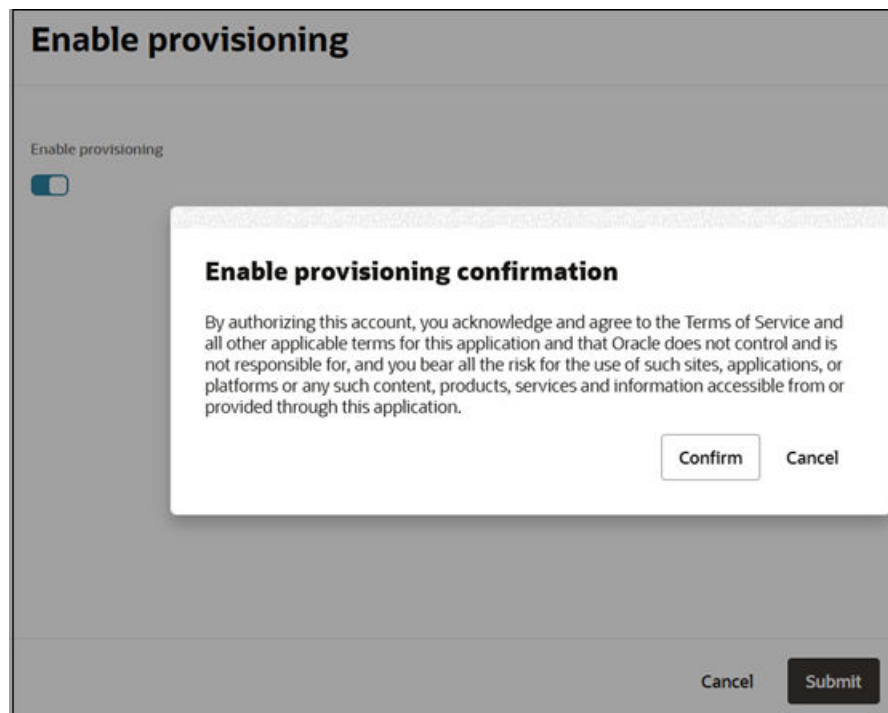 Enable provisioning
Enable provisioning
Enable provisioning confirmation
By authorizing this account, you acknowledge and agree to the Terms of Service and
all other applicable terms for this application and that Oracle does not control and is
not responsible for, and you bear all the risk for the use of such sites, applications, or
platforms or any such content, products, services and information accessible from or
provided through this application.
Confirm Cancel
Cancel Submit